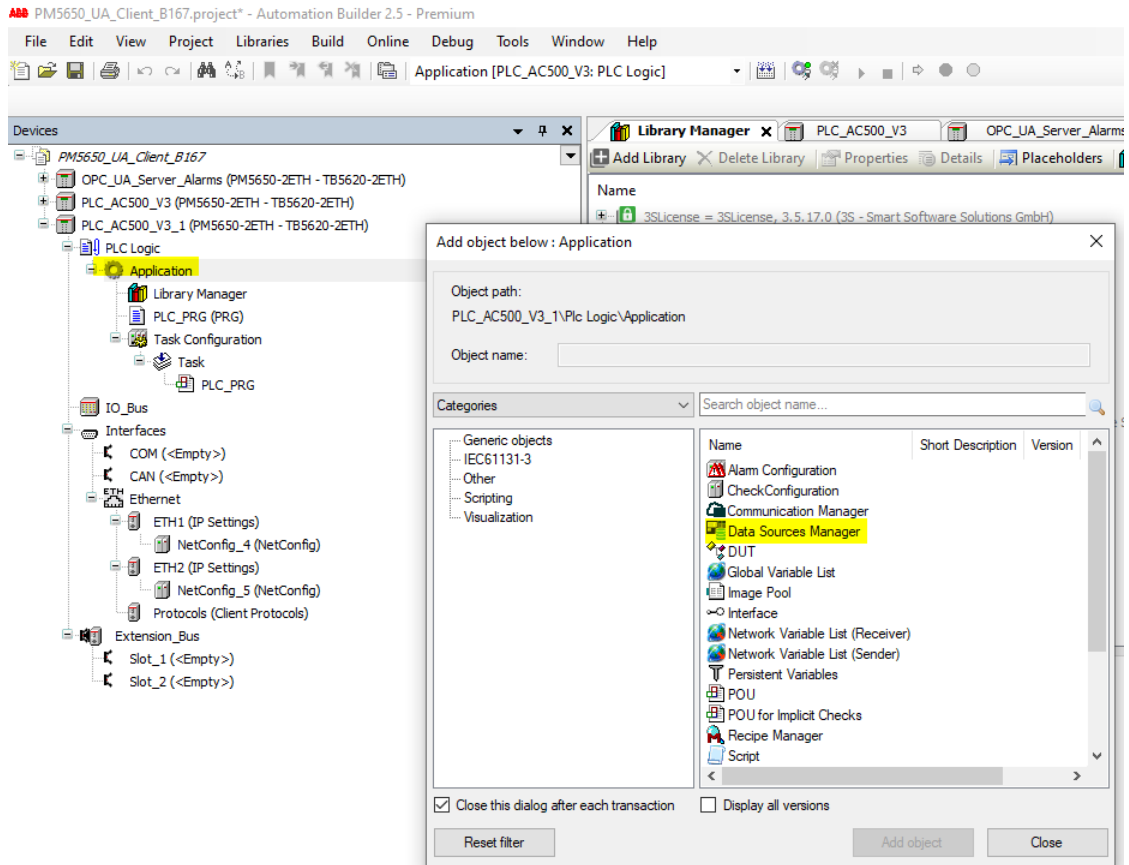 ABB PM5650_UA_Client_B167.project* - Automation Builder 2.5 - Premium
File Edit View Project Libraries Build Online Debug Tools Window Help
Application [PLC_AC500_V3: PLC Logic]
Devices
PM5650_UA_Client_B167
OPC_UA_Server_Alarms (PM5650-2ETH - TB5620-2ETH)
PLC_AC500_V3 (PM5650-2ETH - TB5620-2ETH)
PLC_AC500_V3_1 (PM5650-2ETH - TB5620-2ETH)
PLC Logic
Application
Library Manager
PLC_PRG (PRG)
Task Configuration
Task
PLC_PRG
IO_Bus
Interfaces
COM (<Empty>)
CAN (<Empty>)
ETH Ethernet
ETH1 (IP Settings)
NetConfig_4 (NetConfig)
ETH2 (IP Settings)
NetConfig_5 (NetConfig)
Protocols (Client Protocols)
Extension_Bus
Slot_1 (<Empty>)
Slot_2 (<Empty>)
Library Manager PLC_AC500_V3 OPC_UA_Server_Alarms
Add Library Delete Library Properties Details Placeholders
Name
3SLicense = 3SLicense, 3.5.17.0 (3S - Smart Software Solutions GmbH)
Add object below : Application
Object path:
PLC_AC500_V3_1\Plc Logic\Application
Object name:
Categories
Search object name...
Generic objects
IEC61131-3
Other
Scripting
Visualization
Name Short Description Version
Alarm Configuration
CheckConfiguration
Communication Manager
Data Sources Manager
DUT
Global Variable List
Image Pool
Interface
Network Variable List (Receiver)
Network Variable List (Sender)
Persistent Variables
POU
POU for Implicit Checks
Recipe Manager
Script
Close this dialog after each transaction
Display all versions
Reset filter
Add object
Close